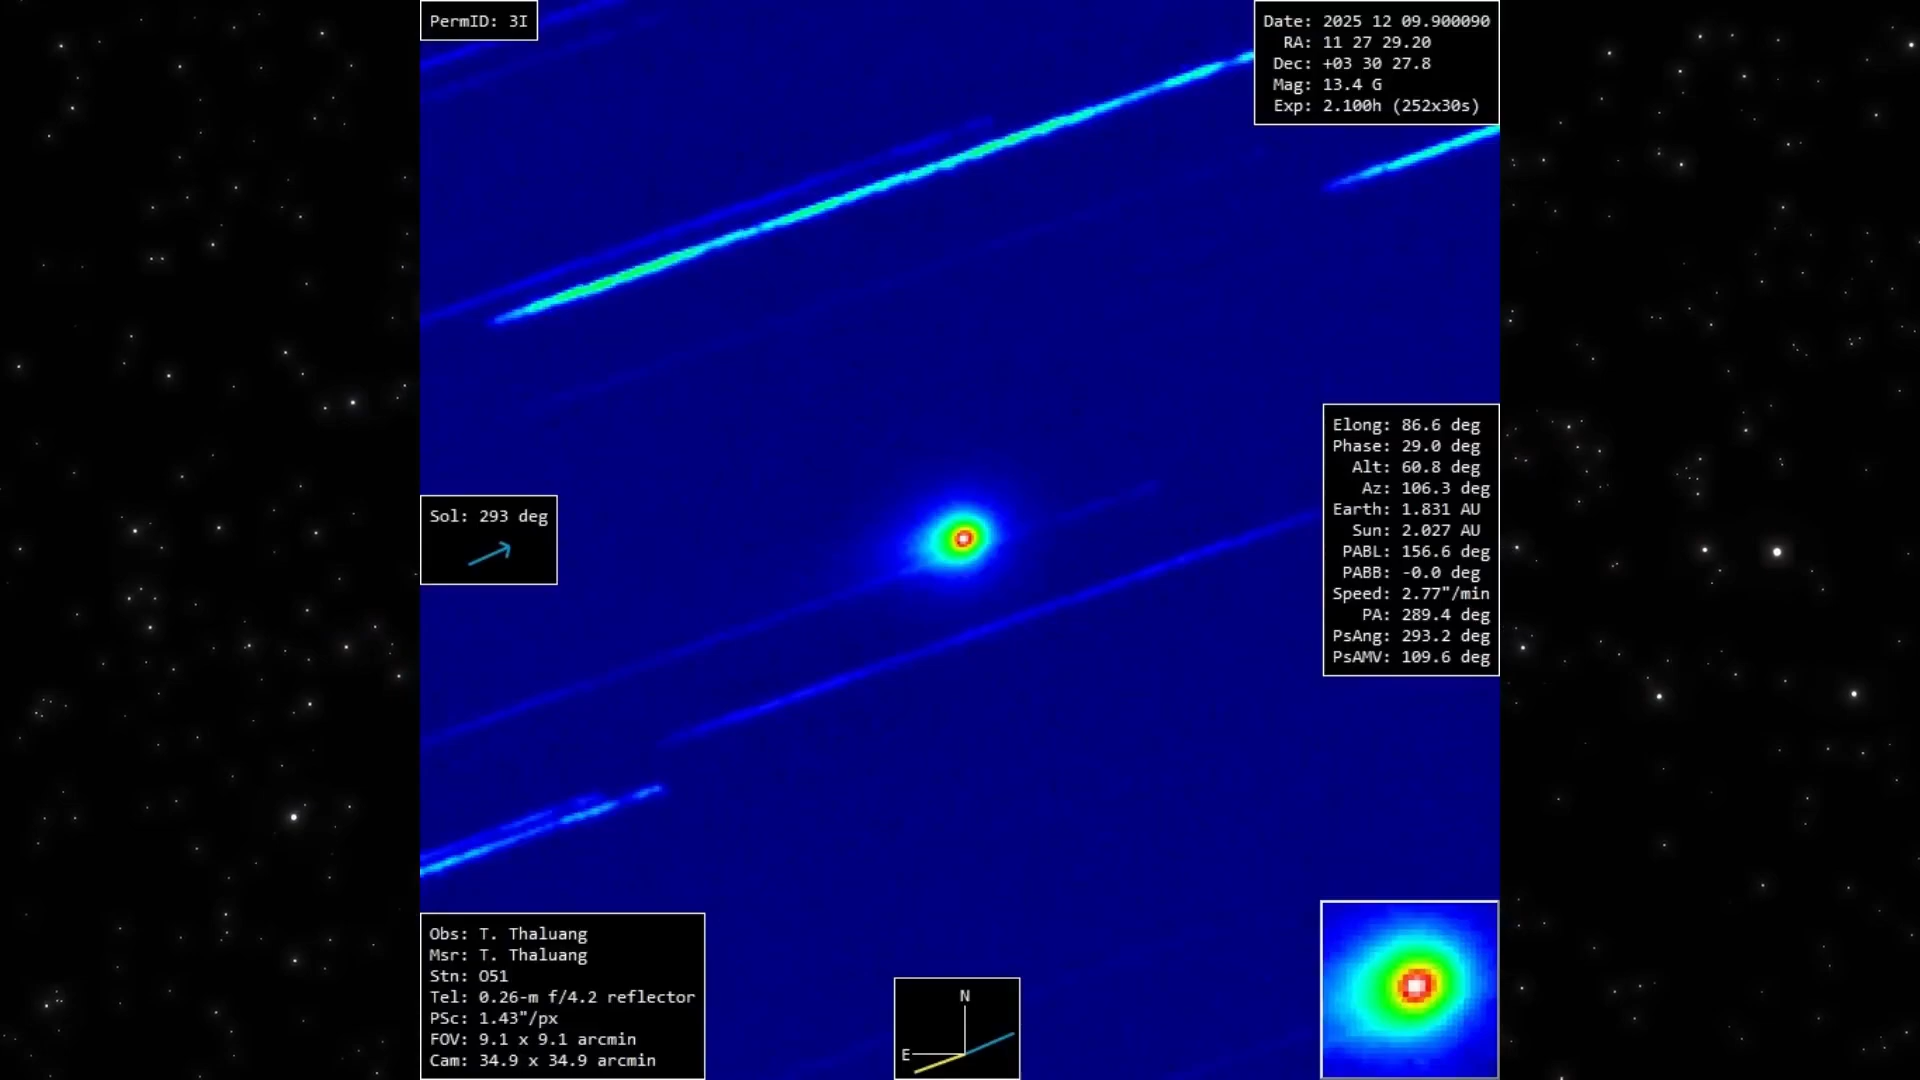 PermID: 3I
Date: 2025 12 09.900090
RA: 11 27 29.20
Dec: +03 30 27.8
Mag: 13.4 G
Exp: 2.100h (252x30s)
Sol: 293 deg
Elong: 86.6 deg
Phase: 29.0 deg
Alt: 60.8 deg
Az: 106.3 deg
Earth: 1.831 AU
Sun: 2.027 AU
PABL: 156.6 deg
PABB: -0.0 deg
Speed: 2.77"/min
PA: 289.4 deg
PsAng: 293.2 deg
PsAMV: 109.6 deg
Obs: T. Thaluang
Msr: T. Thaluang
Stn: O51
Tel: 0.26-m f/4.2 reflector
PSc: 1.43"/px
FOV: 9.1 x 9.1 arcmin
Cam: 34.9 x 34.9 arcmin
N
E